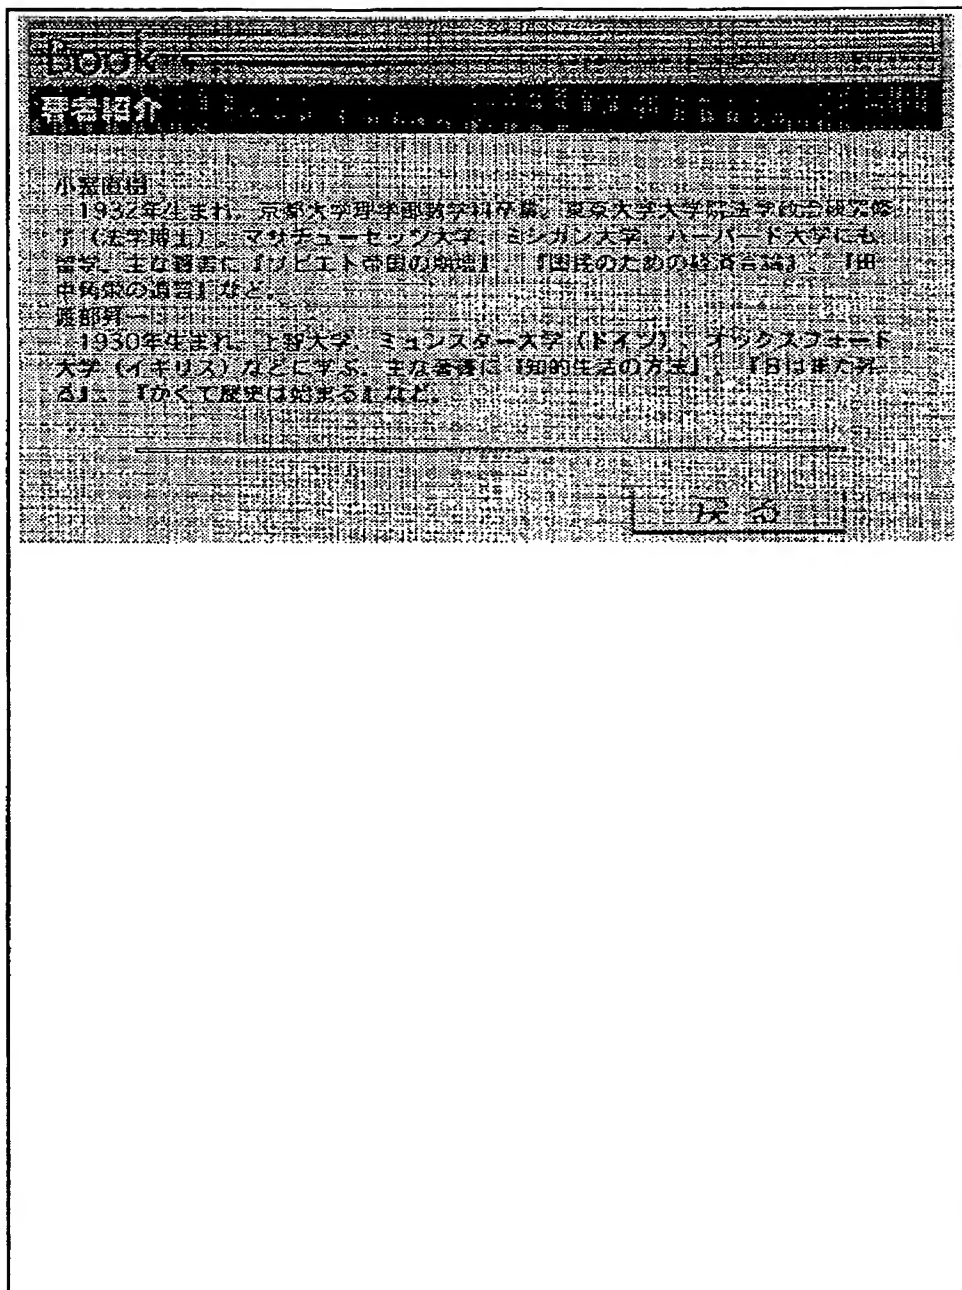 Book
著者紹介
小室直樹
1932年生まれ。京都大学理学部数学科卒業。東京大学大学院法学政治研究修
了（法学博士）。マサチューセッツ大学、ミシガン大学、ハーバード大学にも
留学。主な著書に『ソビエト帝国の崩壊』、『国民のための経済言論』、『田
中角栄の遺言』など。
渡部昇一
1930年生まれ。上智大学、ミュンスター大学（ドイツ）、オックスフォード
大学（イギリス）などに学ぶ。主な著書に『知的生活の方法』、『日は来た昇
る』、『かくて歴史は始まる』など。
戻る